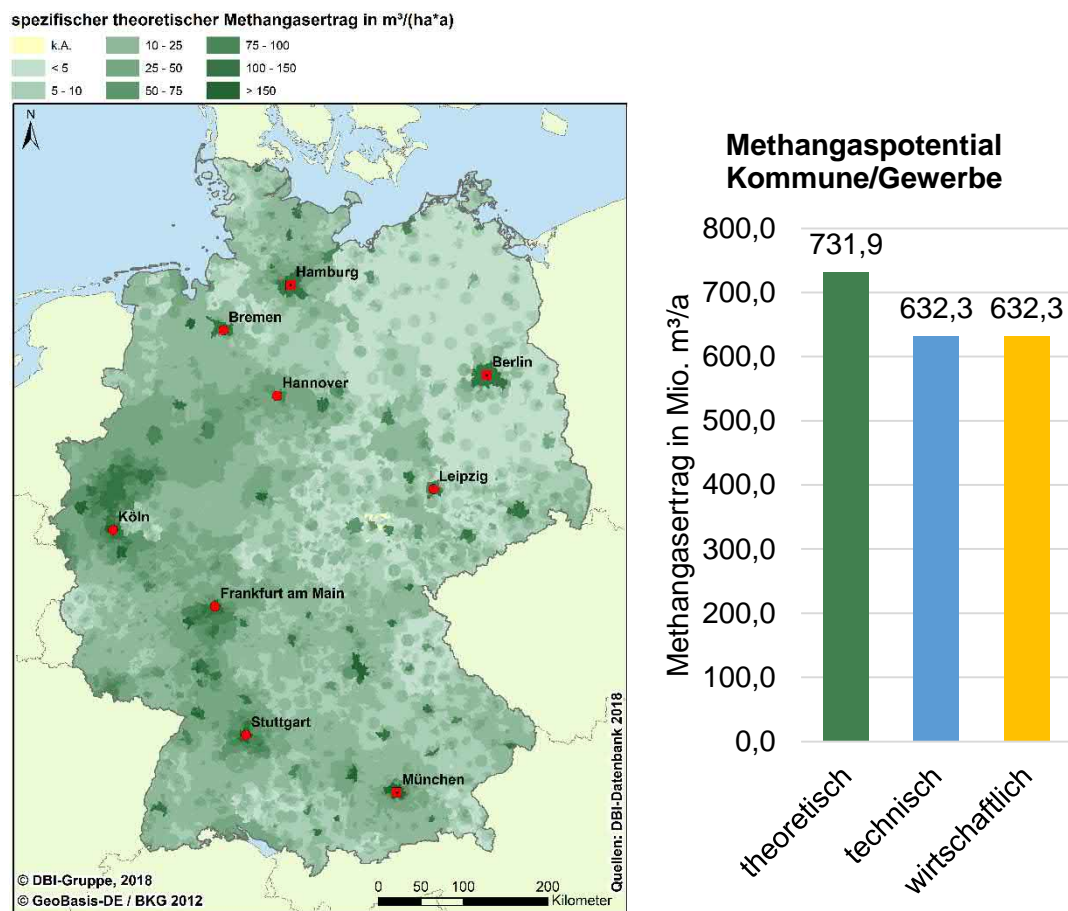 spezifischer theoretischer Methangasertrag in m³/(ha*a)
k.A.
10 - 25
75 - 100
< 5
25 - 50
100 - 150
5 - 10
50 - 75
> 150
N
Hamburg
Bremen
Berlin
Hannover
Leipzig
Köln
Frankfurt am Main
Stuttgart
München
Quellen: DBI-Datenbank 2018
© DBI-Gruppe, 2018
© GeoBasis-DE / BKG 2012
0 50 100 200
Kilometer
Methangaspotential
Kommune/Gewerbe
Methangasertrag in Mio. m³/a
800,0
700,0
600,0
500,0
400,0
300,0
200,0
100,0
0,0
731,9
632,3
632,3
theoretisch
technisch
wirtschaftlich